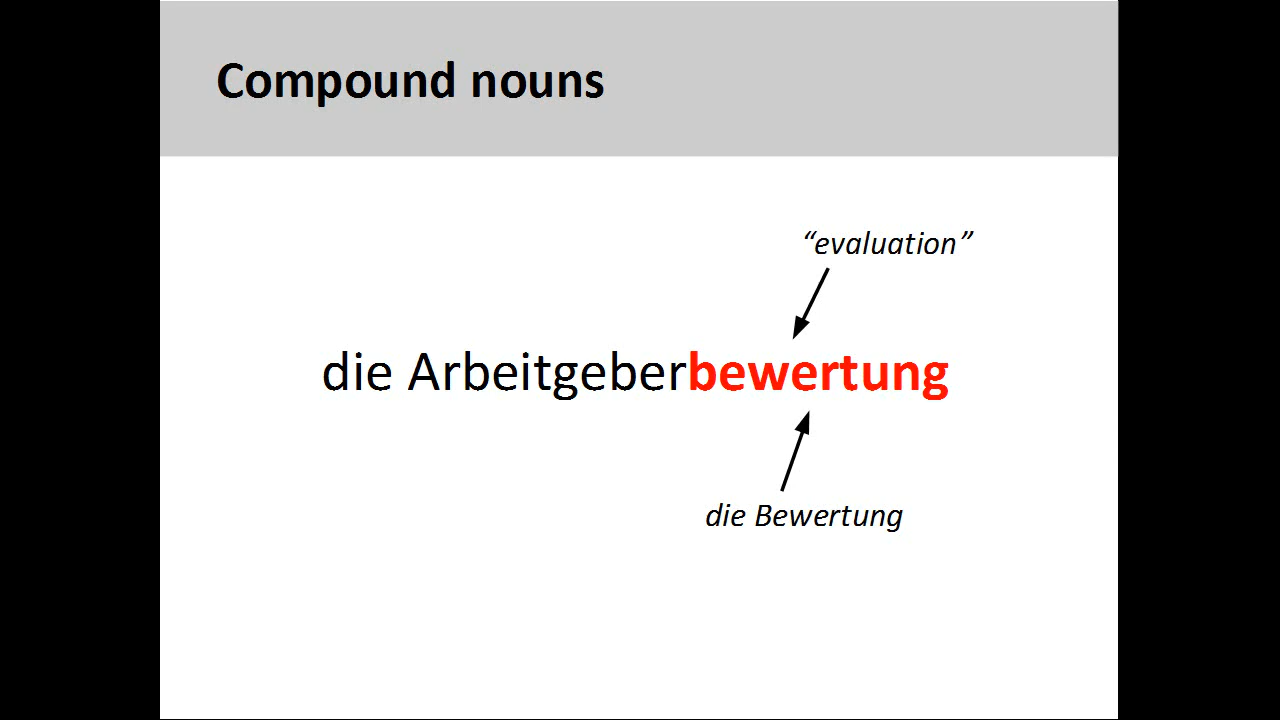 Compound nouns
“evaluation”
die Arbeitgeberbewertung
die Bewertung